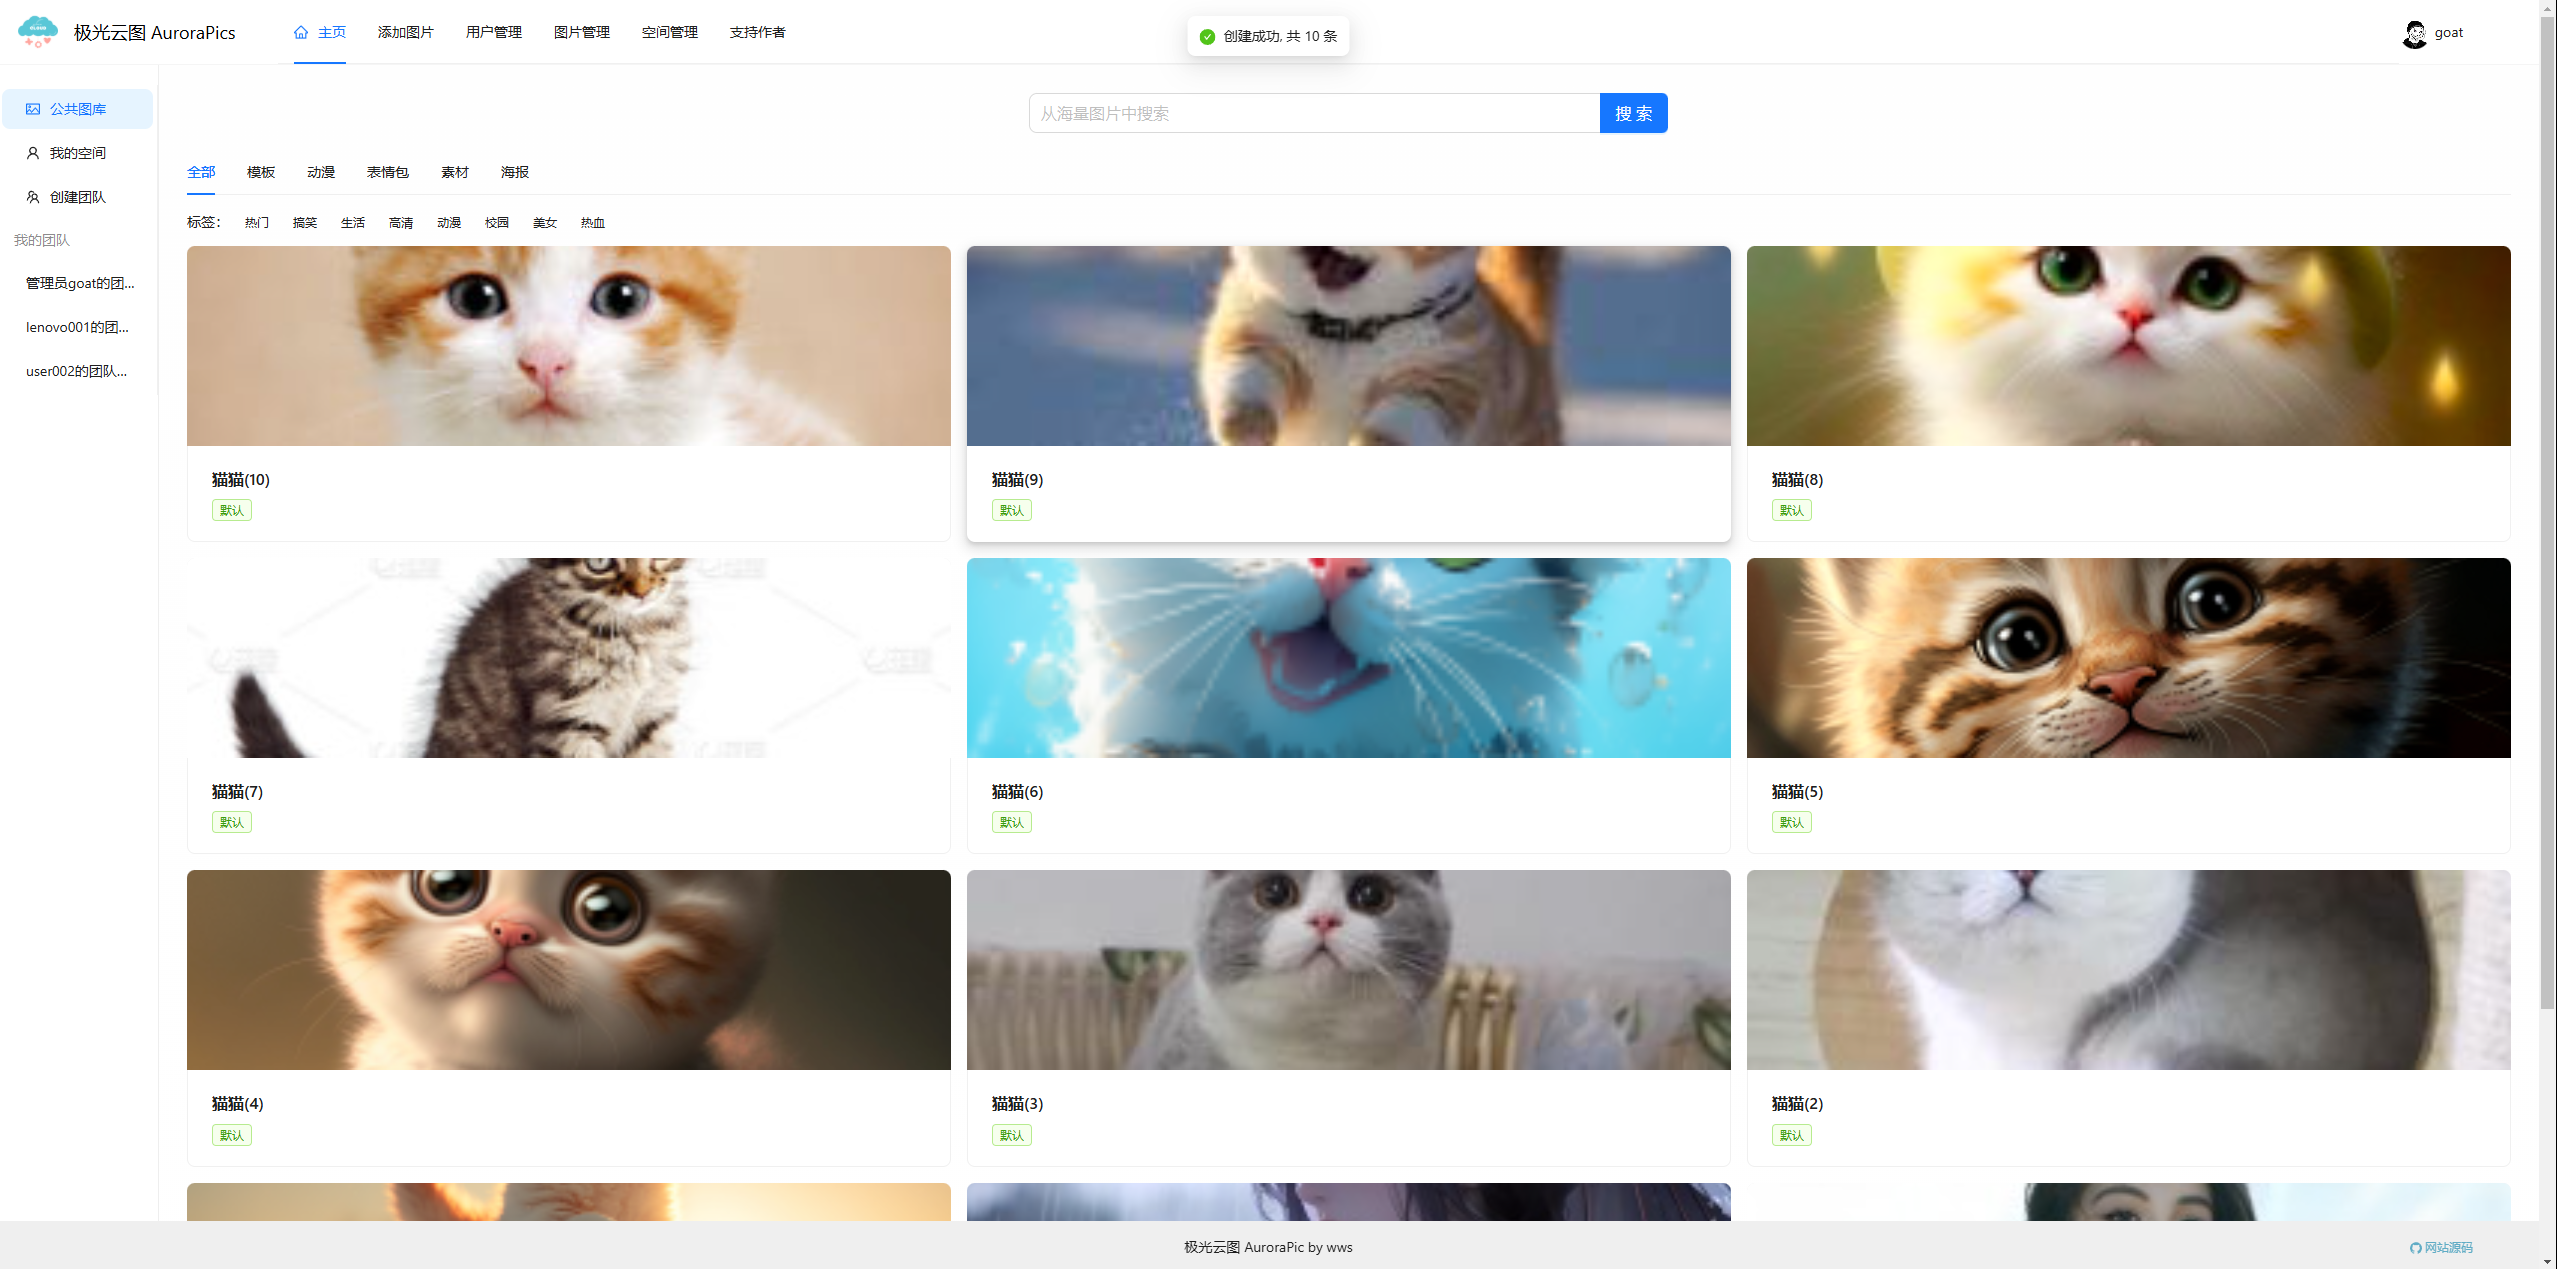 极光云图 AuroraPics
主页 添加图片 用户管理 图片管理 空间管理 支持作者
创建成功, 共 10 条
goat
公共图库
我的空间
创建团队
我的团队
管理员goat的团...
lenovo001的团...
user002的团队...
从海量图片中搜索
搜 索
全部 模板 动漫 表情包 素材 海报
标签: 热门 搞笑 生活 高清 动漫 校园 美女 热血
猫猫(10)
默认
猫猫(9)
默认
猫猫(8)
默认
猫猫(7)
默认
猫猫(6)
默认
猫猫(5)
默认
猫猫(4)
默认
猫猫(3)
默认
猫猫(2)
默认
极光云图 AuroraPic by wws
网站源码